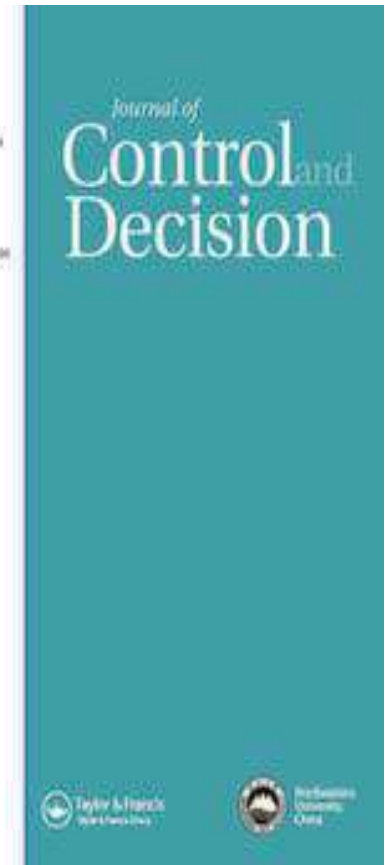 Journal of
Control and
Decision
Taylor & Francis
Northeastern
University,
China